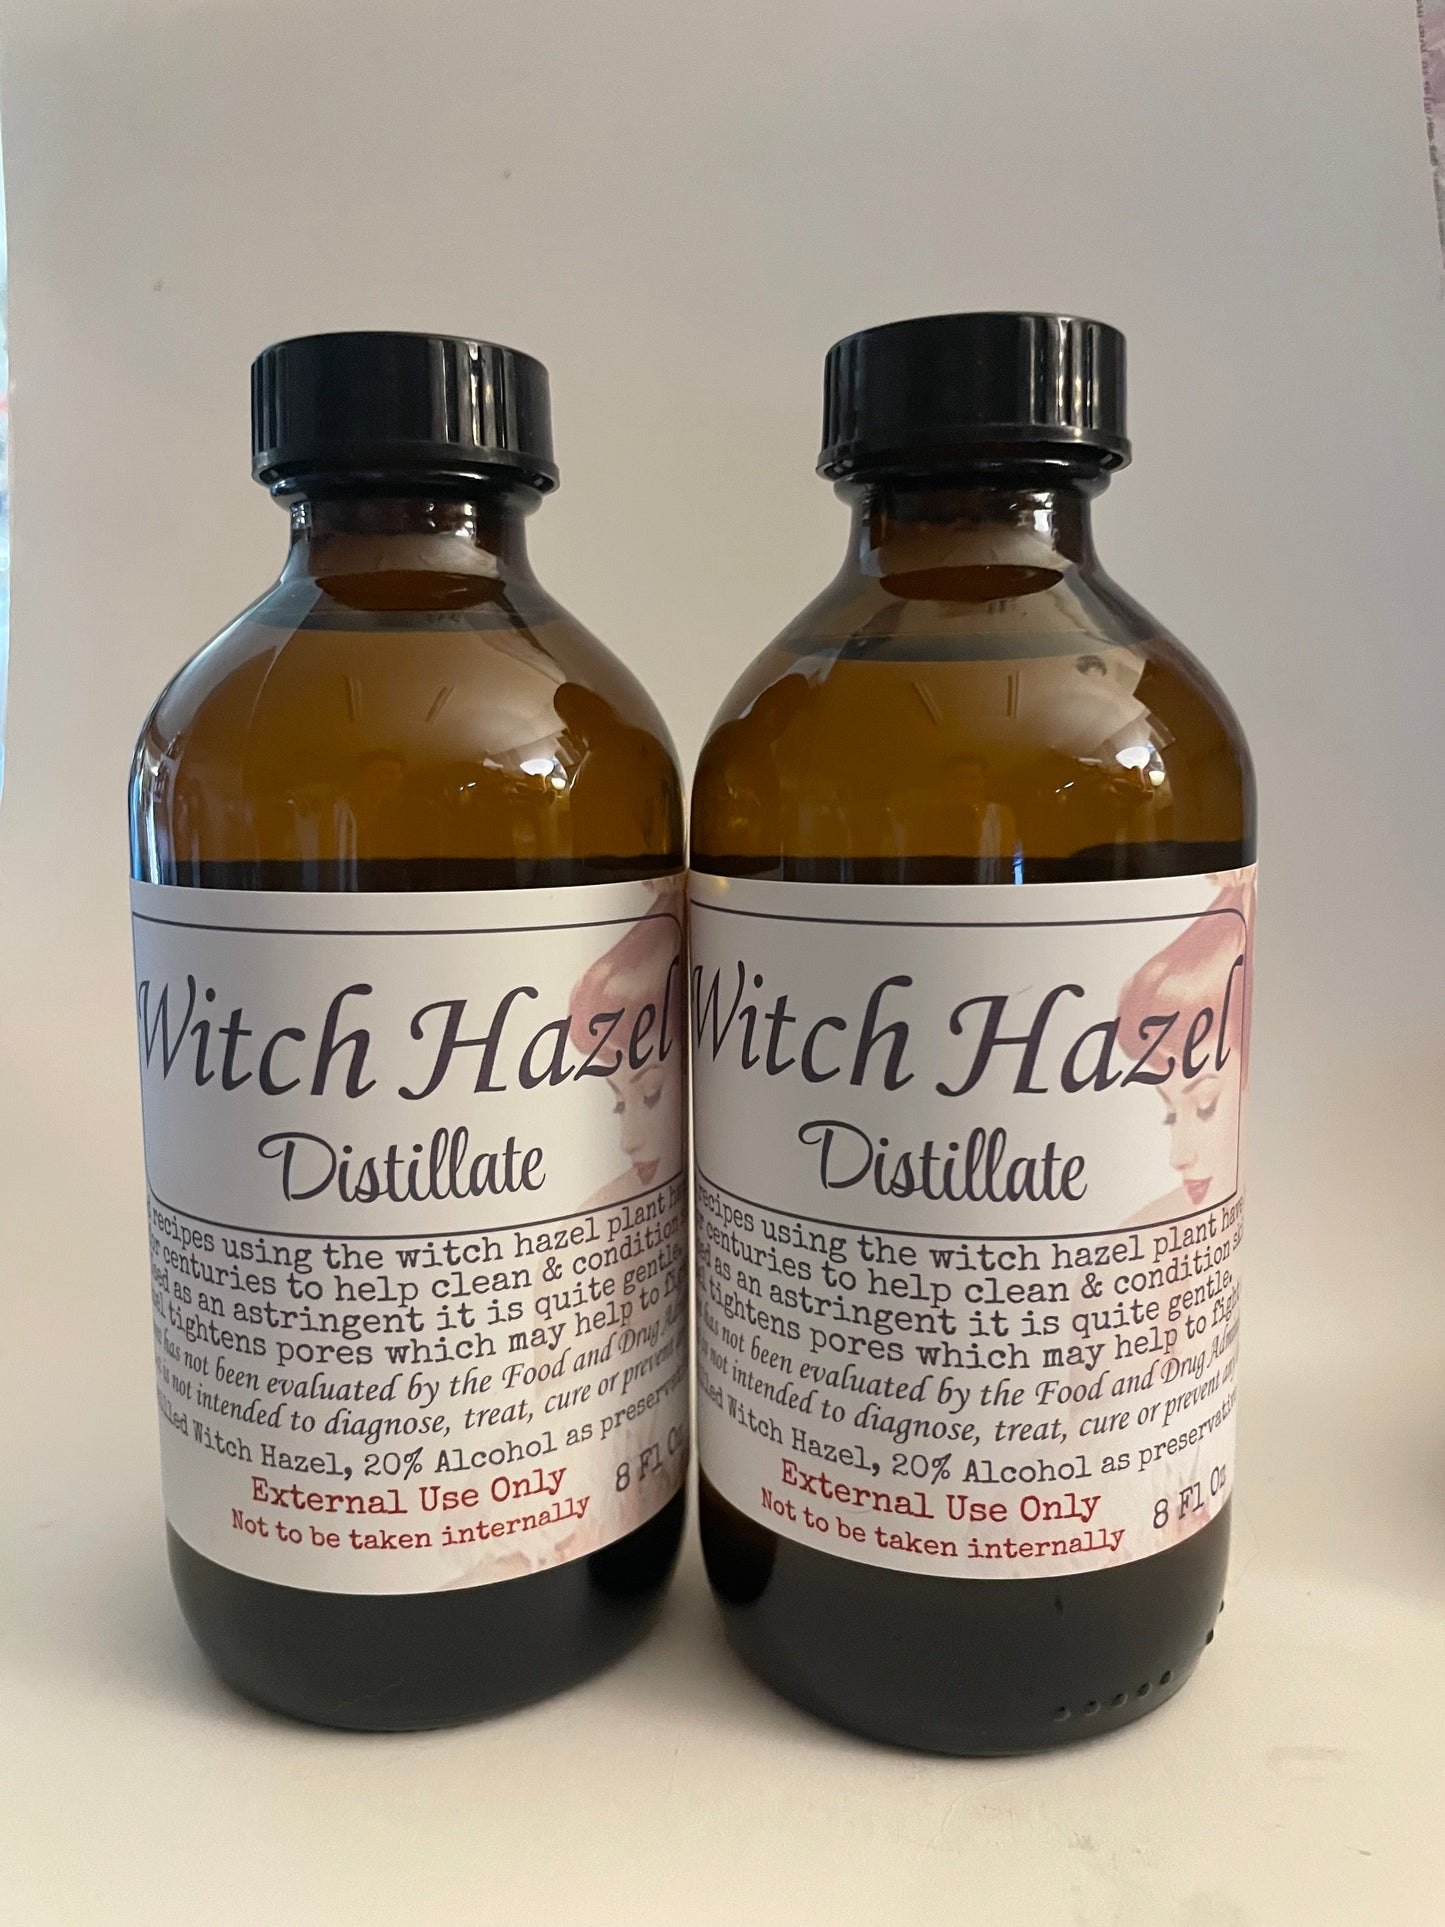 Witch Hazel
Distillate
recipes using the witch hazel plant
centuries to help clean & condition
as an astringent it is quite gentle.
tightens pores which may help to
has not been evaluated by the Food and Drug
not intended to diagnose, treat, cure or prevent
Witch Hazel, 20% Alcohol as
External Use Only
Not to be taken internally
8 Fl Oz
Witch Hazel
Distillate
recipes using the witch hazel plant have
centuries to help clean & condition
as an astringent it is quite gentle,
tightens pores which may help to
has not been evaluated by the Food and Drug
not intended to diagnose, treat, cure or prevent
Witch Hazel, 20% Alcohol as preservative
External Use Only
Not to be taken internally
8 Fl Oz